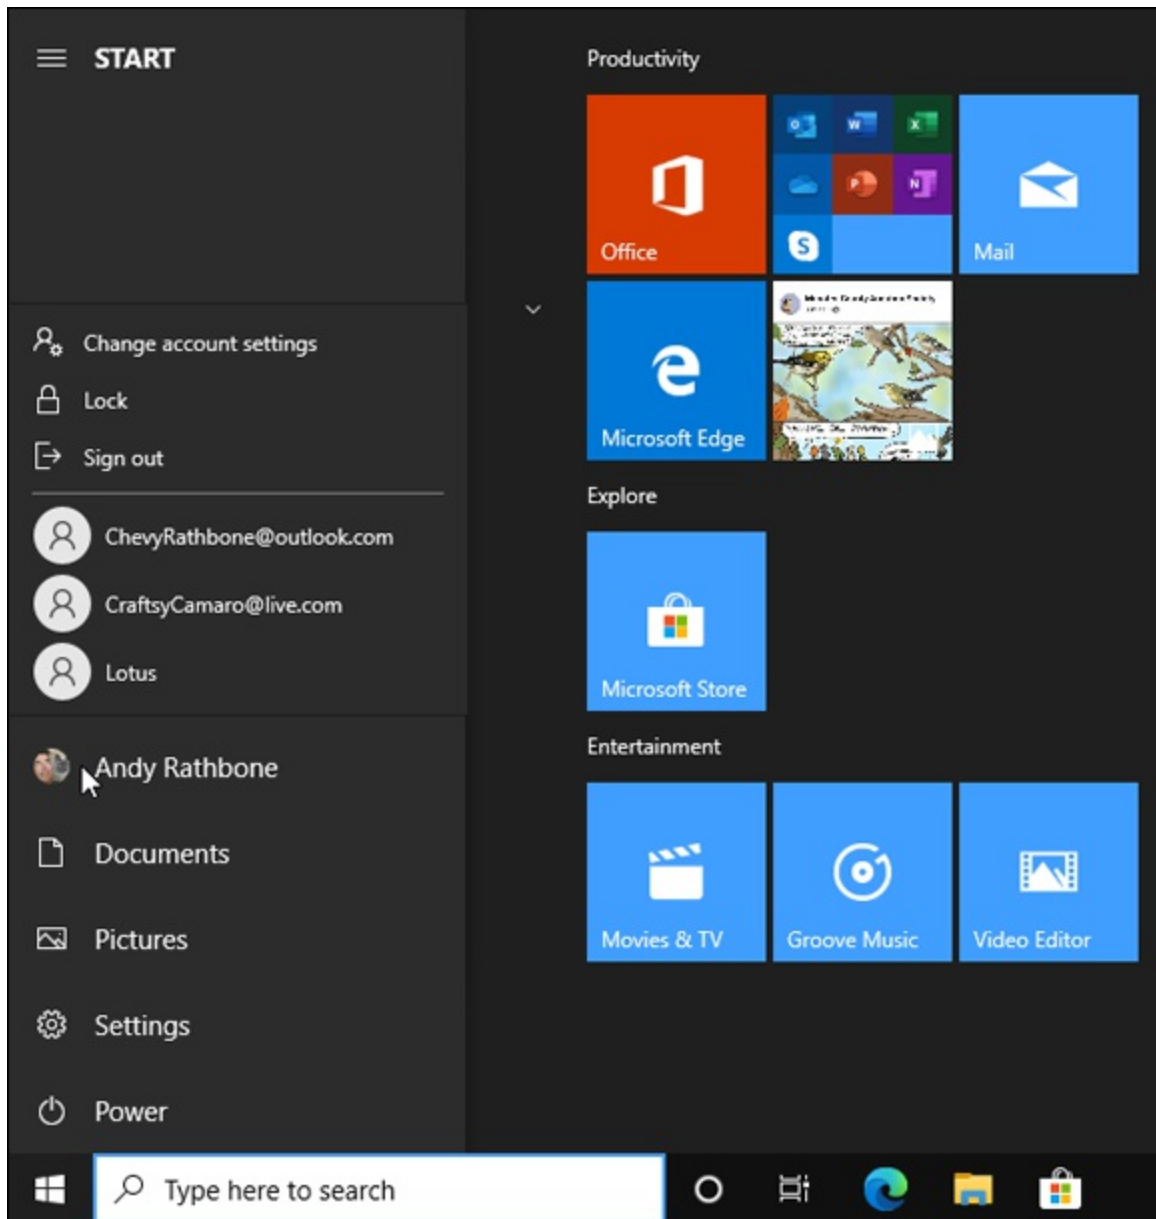 START
Change account settings
Lock
Sign out
ChevyRathbone@outlook.com
CraftsyCamaro@live.com
Lotus
Andy Rathbone
Documents
Pictures
Settings
Power
Productivity
Office
Mail
Microsoft Edge
Explore
Microsoft Store
Entertainment
Movies & TV
Groove Music
Video Editor
Type here to search